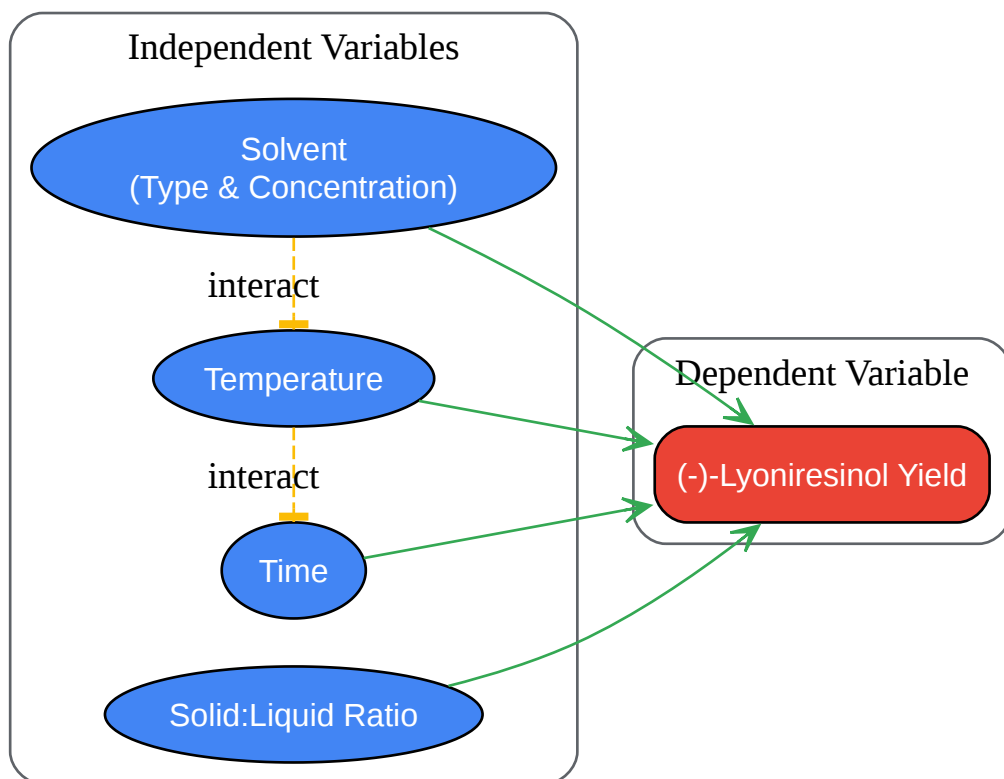 Independent Variables
Solvent
(Type & Concentration)
interact
Temperature
interact
Time
Solid:Liquid Ratio
Dependent Variable
(-)-Lyoniresinol Yield